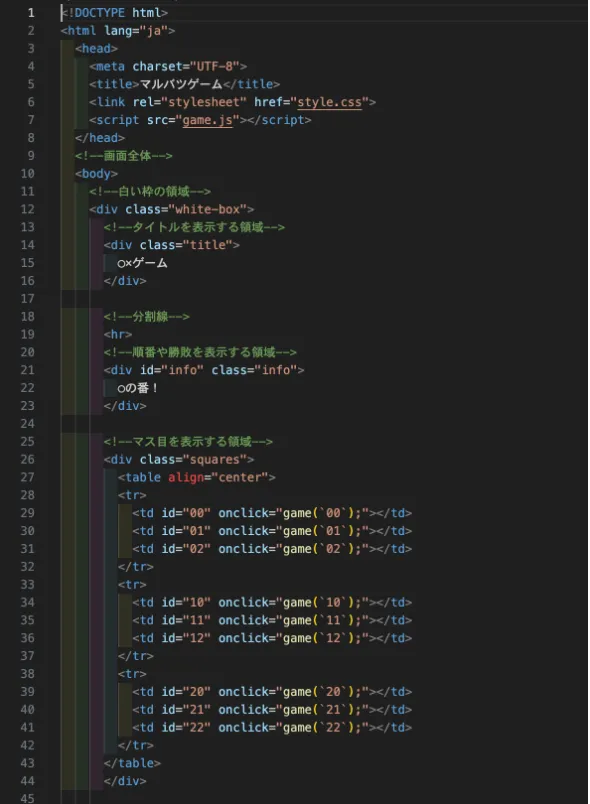 1 <!DOCTYPE html>
2 <html lang="ja">
3 <head>
4 <meta charset="UTF-8">
5 <title>マルバツゲーム</title>
6 <link rel="stylesheet" href="style.css">
7 <script src="game.js"></script>
8 </head>
9 <!--画面全体-->
10 <body>
11 <!--白い枠の領域-->
12 <div class="white-box">
13 <!--タイトルを表示する領域-->
14 <div class="title">
15 ○×ゲーム
16 </div>
17
18 <!--分割線-->
19 <hr>
20 <!--順番や勝敗を表示する領域-->
21 <div id="info" class="info">
22 ○の番！
23 </div>
24
25 <!--マス目を表示する領域-->
26 <div class="squares">
27 <table align="center">
28 <tr>
29 <td id="00" onclick="game(`00`);"></td>
30 <td id="01" onclick="game(`01`);"></td>
31 <td id="02" onclick="game(`02`);"></td>
32 </tr>
33 <tr>
34 <td id="10" onclick="game(`10`);"></td>
35 <td id="11" onclick="game(`11`);"></td>
36 <td id="12" onclick="game(`12`);"></td>
37 </tr>
38 <tr>
39 <td id="20" onclick="game(`20`);"></td>
40 <td id="21" onclick="game(`21`);"></td>
41 <td id="22" onclick="game(`22`);"></td>
42 </tr>
43 </table>
44 </div>
45